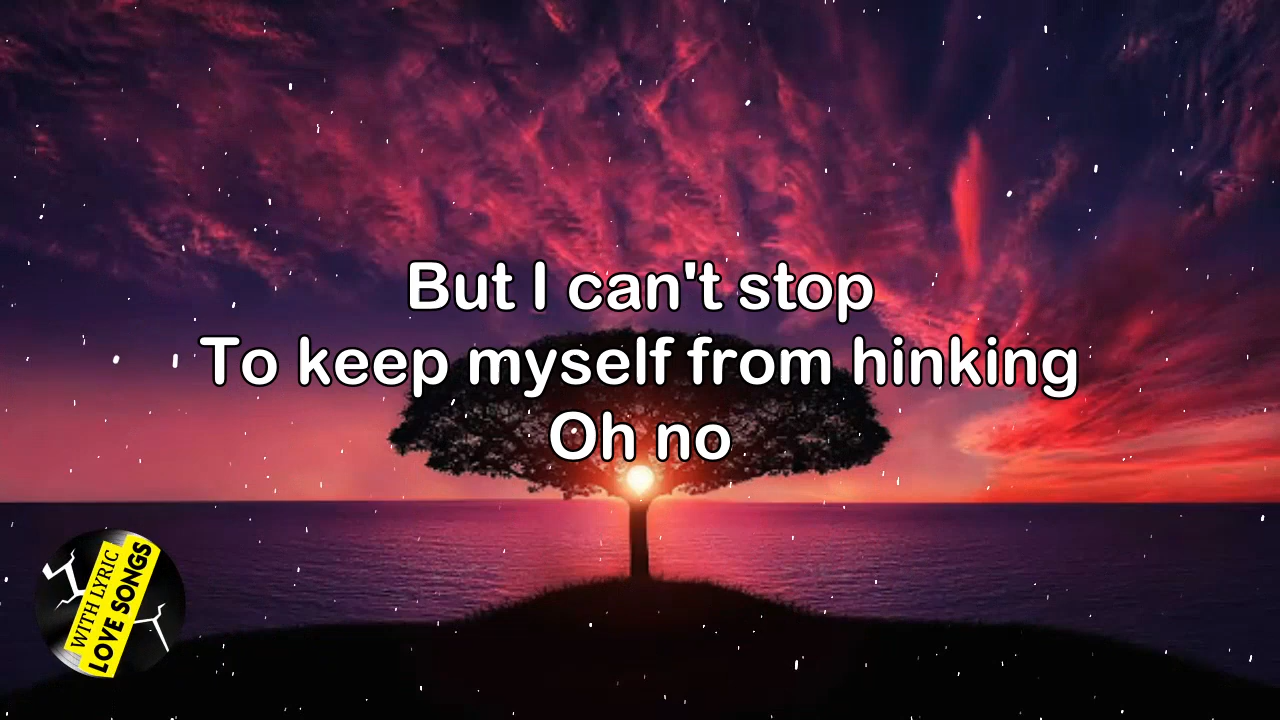 But I can't stop
To keep myself from hinking
Oh no
WITH LYRIC
LOVE SONGS